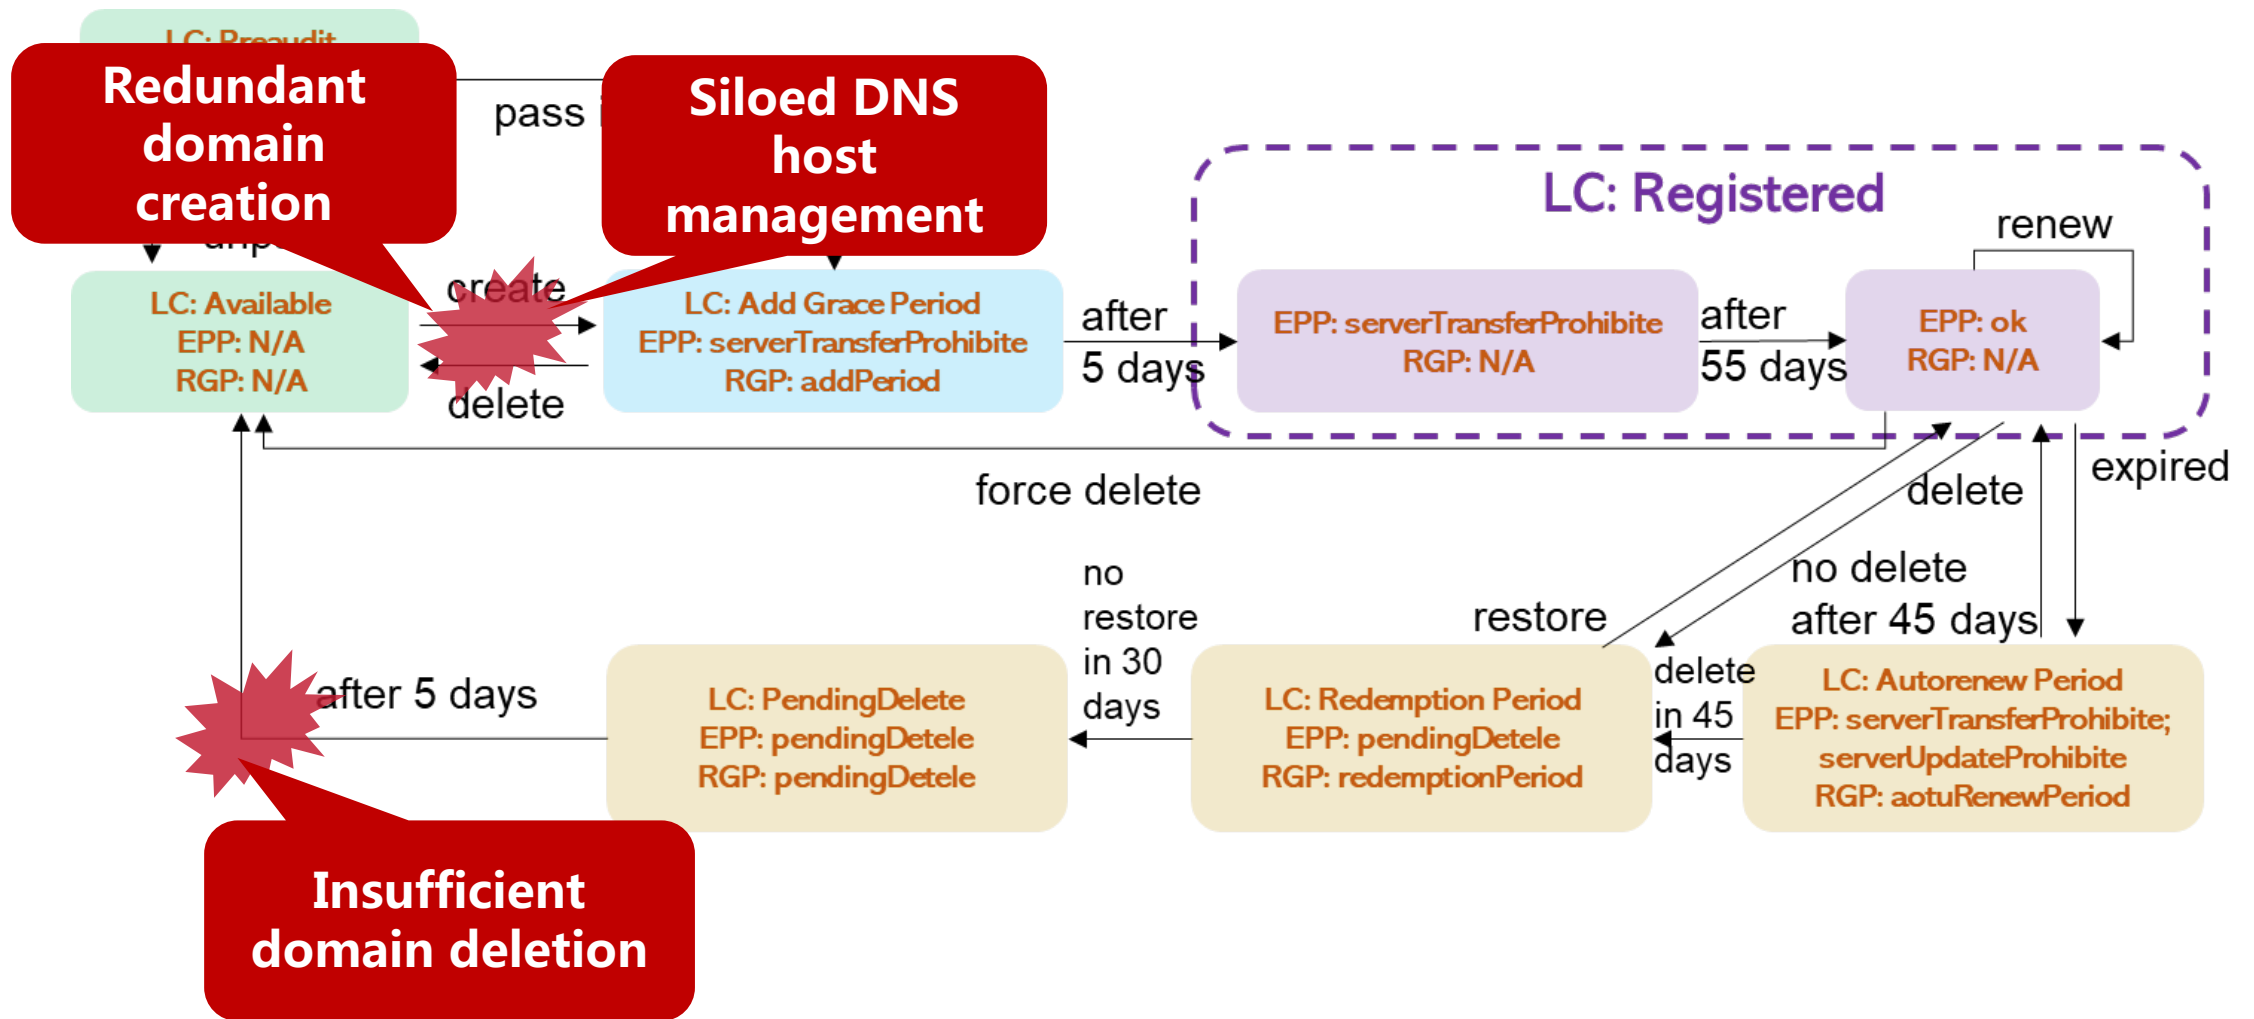 LC: Preaudit
Redundant
domain
creation
pass
Siloed DNS
host
management
LC: Registered
renew
create
LC: Available
EPP: N/A
RGP: N/A
delete
LC: Add Grace Period
EPP: serverTransferProhibite
RGP: addPeriod
after
5 days
EPP: serverTransferProhibite
RGP: N/A
after
55 days
EPP: ok
RGP: N/A
force delete
delete
expired
no delete
after 45 days
restore
no
restore
in 30
days
delete
in 45
days
after 5 days
LC: PendingDelete
EPP: pendingDetele
RGP: pendingDetele
LC: Redemption Period
EPP: pendingDetele
RGP: redemptionPeriod
LC: Autorenew Period
EPP: serverTransferProhibite;
serverUpdateProhibite
RGP: aotuRenewPeriod
Insufficient
domain deletion